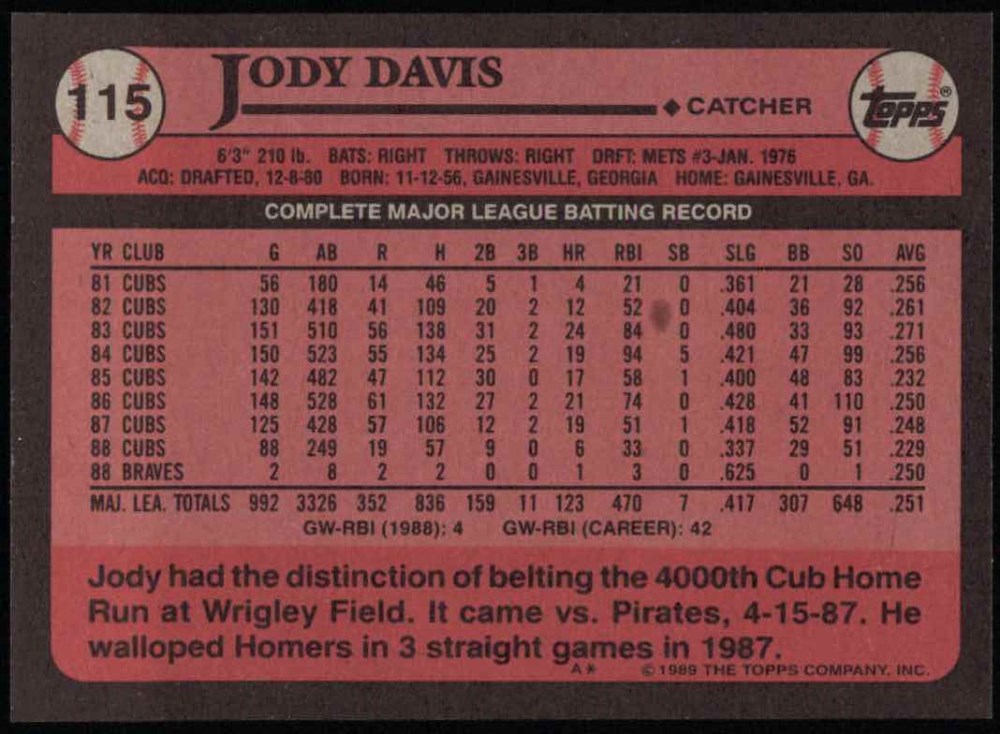 115
JODY DAVIS
◆ CATCHER
Topps®
6'3" 210 lb. BATS: RIGHT THROWS: RIGHT DRFT: METS #3-JAN. 1976
ACQ: DRAFTED, 12-8-80 BORN: 11-12-56, GAINESVILLE, GEORGIA HOME: GAINESVILLE, GA.
COMPLETE MAJOR LEAGUE BATTING RECORD
YR CLUB G AB R H 2B 3B HR RBI SB SLG BB SO AVG
81 CUBS 56 180 14 46 5 1 4 21 0 .361 21 28 .256
82 CUBS 130 418 41 109 20 2 12 52 0 .404 36 92 .261
83 CUBS 151 510 56 138 31 2 24 84 0 .480 33 93 .271
84 CUBS 150 523 55 134 25 2 19 94 5 .421 47 99 .256
85 CUBS 142 482 47 112 30 0 17 58 1 .400 48 83 .232
86 CUBS 148 528 61 132 27 2 21 74 0 .428 41 110 .250
87 CUBS 125 428 57 106 12 2 19 51 1 .418 52 91 .248
88 CUBS 88 249 19 57 9 0 6 33 0 .337 29 51 .229
88 BRAVES 2 8 2 2 0 0 1 3 0 .625 0 1 .250
MAJ. LEA. TOTALS 992 3326 352 836 159 11 123 470 7 .417 307 648 .251
GW-RBI (1988): 4 GW-RBI (CAREER): 42
Jody had the distinction of belting the 4000th Cub Home
Run at Wrigley Field. It came vs. Pirates, 4-15-87. He
walloped Homers in 3 straight games in 1987.
A* © 1989 THE TOPPS COMPANY, INC.